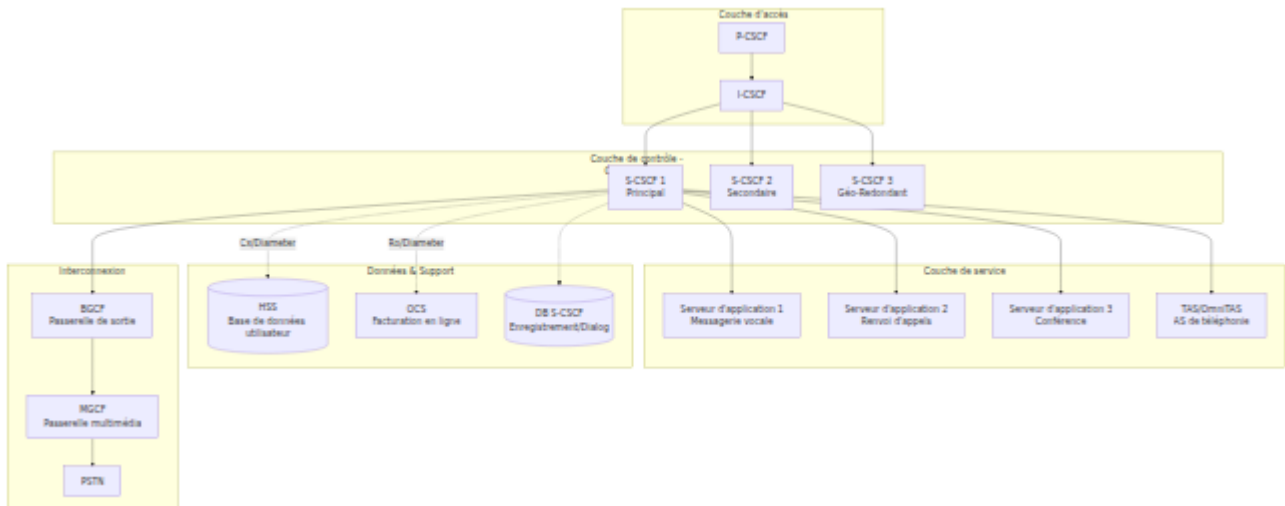 Couche d'accès
P-CSCF
I-CSCF
Couche de contrôle -
S-CSCF 1
Principal
S-CSCF 2
Secondaire
S-CSCF 3
Géo-Redondant
Cx/Diameter
Ro/Diameter
Interconnexion
BGCF
Passerelle de sortie
MGCF
Passerelle multimédia
PSTN
Données & Support
HSS
Base de données
utilisateur
OCS
Facturation en ligne
DB S-CSCF
Enregistrement/Dialog
Couche de service
Serveur d'application 1
Messagerie vocale
Serveur d'application 2
Renvoi d'appels
Serveur d'application 3
Conférence
TAS/OmniTAS
AS de téléphonie